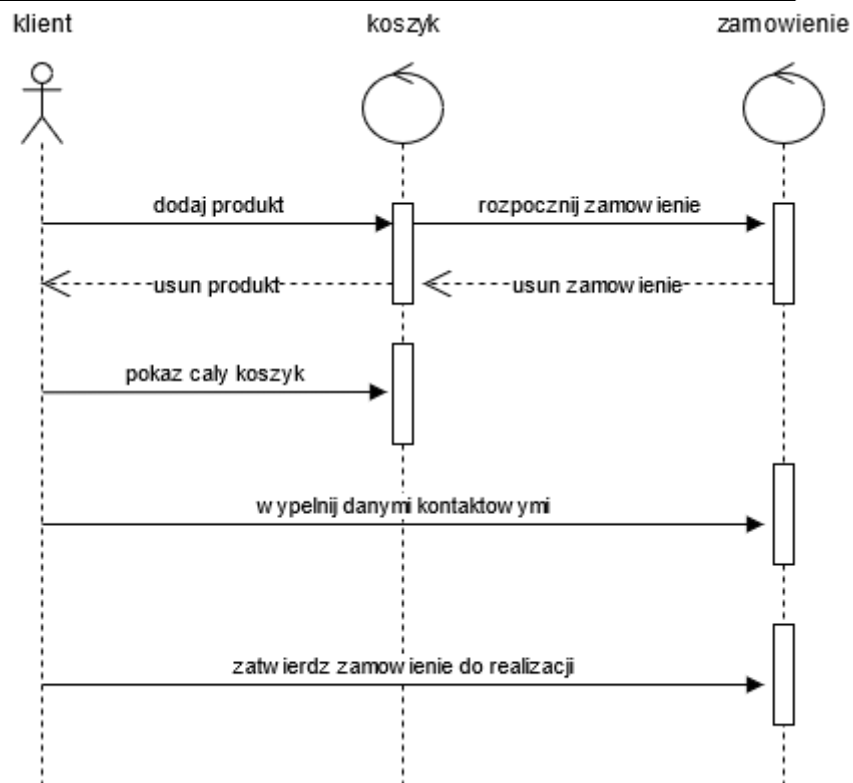 klient koszyk zamowienie
dodaj produkt rozpocznij zamowienie
usun produkt usun zamowienie
pokaz caly koszyk
wypelnij danymi kontaktowymi
zatwierdz zamowienie do realizacji